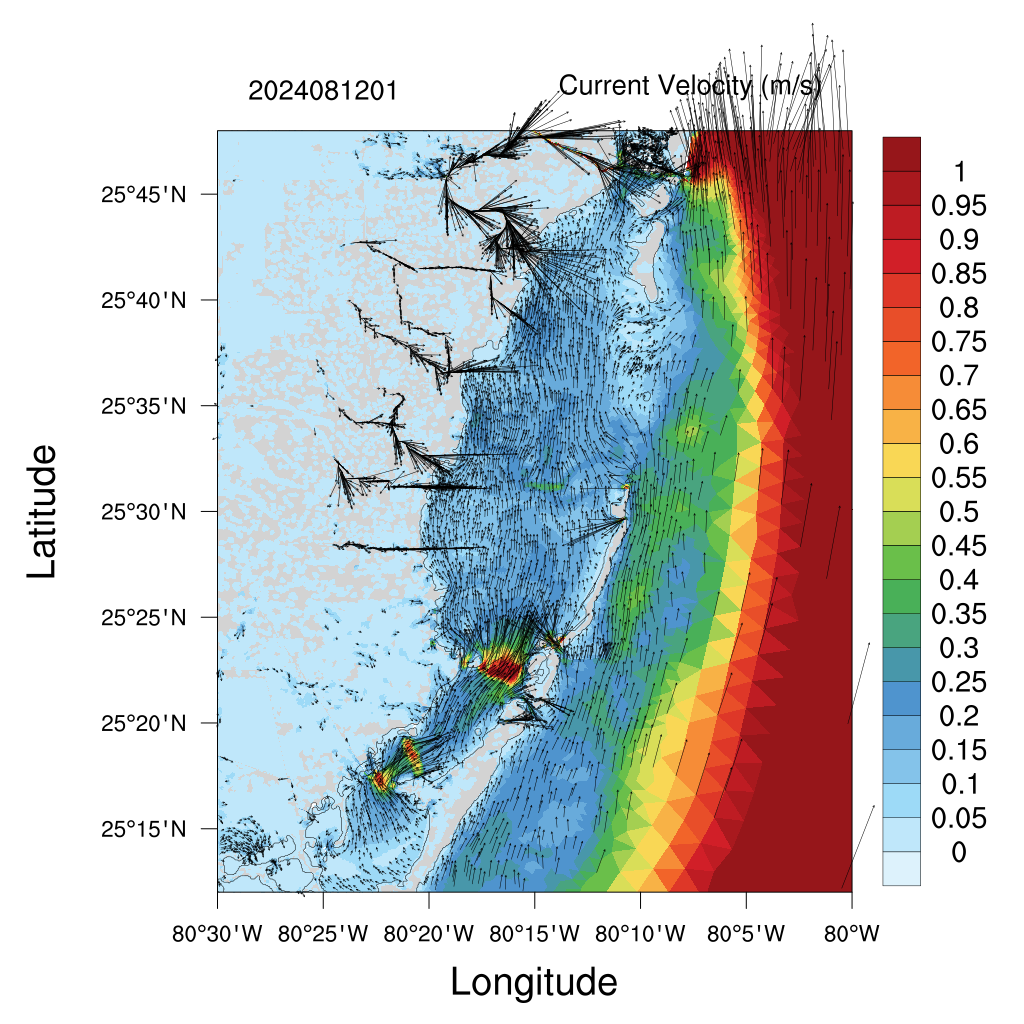 2024081201
Current Velocity (m/s)
25°45'N
25°40'N
25°35'N
25°30'N
25°25'N
25°20'N
25°15'N
Latitude
80°30'W
80°25'W
80°20'W
80°15'W
80°10'W
80°5'W
80°W
Longitude
1
0.95
0.9
0.85
0.8
0.75
0.7
0.65
0.6
0.55
0.5
0.45
0.4
0.35
0.3
0.25
0.2
0.15
0.1
0.05
0